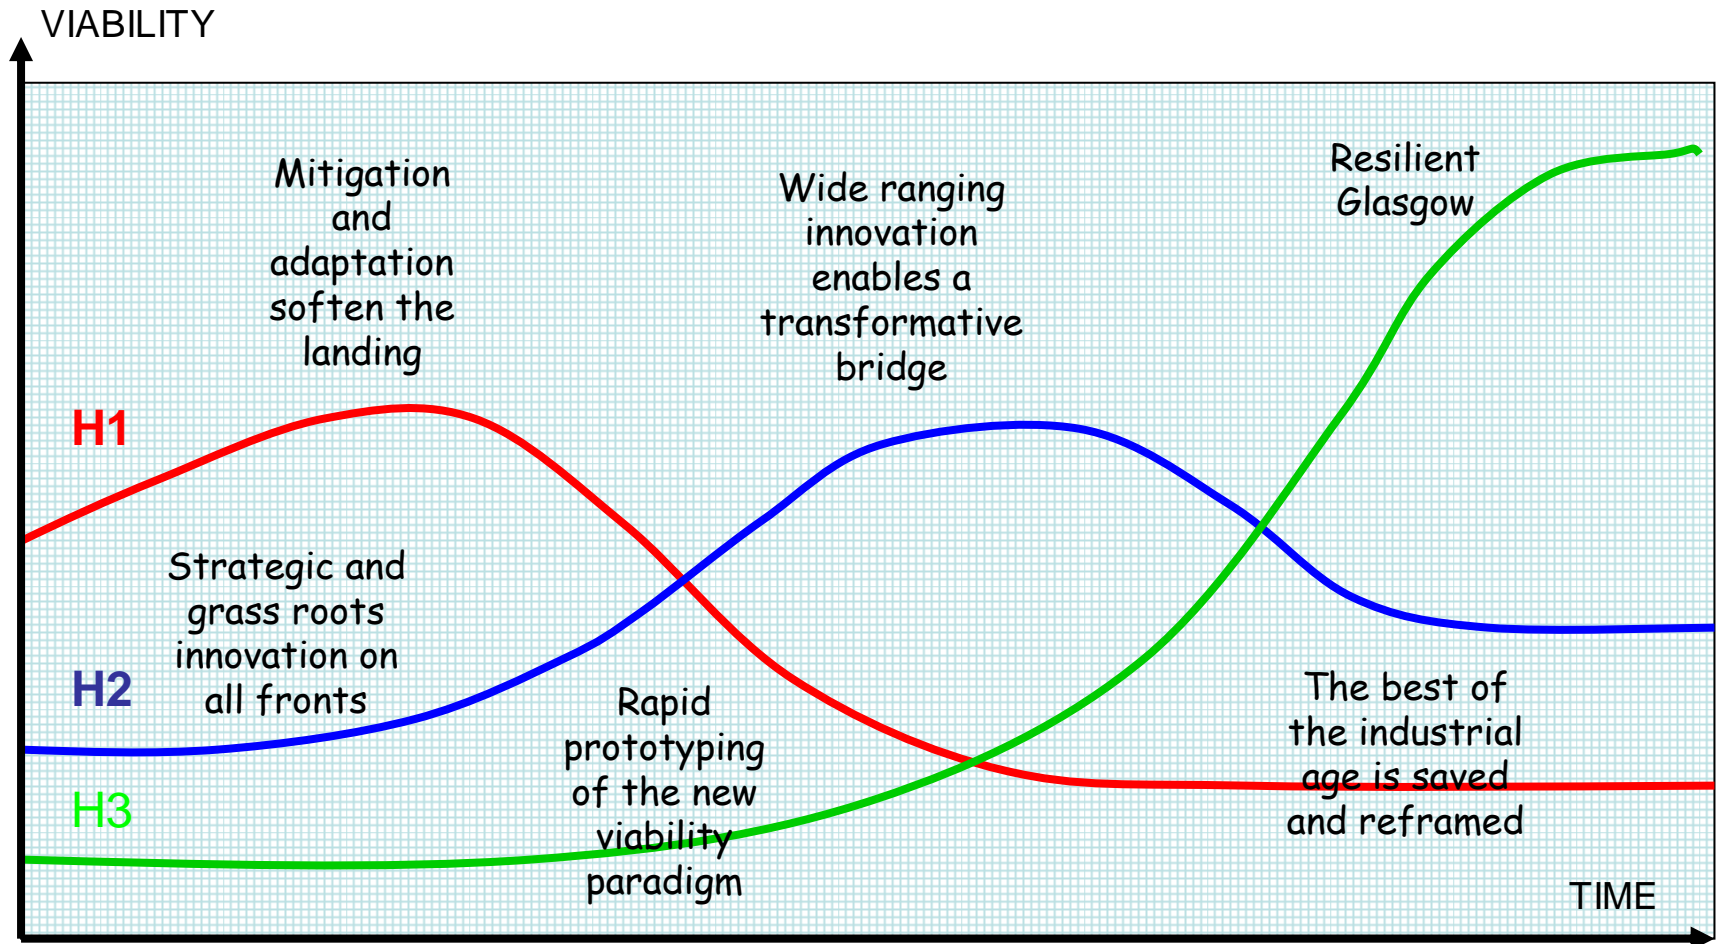 VIABILITY
Mitigation
and
adaptation
soften the
landing
Wide ranging
innovation
enables a
transformative
bridge
Resilient
Glasgow
H1
Strategic and
grass roots
innovation on
all fronts
H2
Rapid
prototyping
of the new
viability
paradigm
The best of
the industrial
age is saved
and reframed
H3
TIME